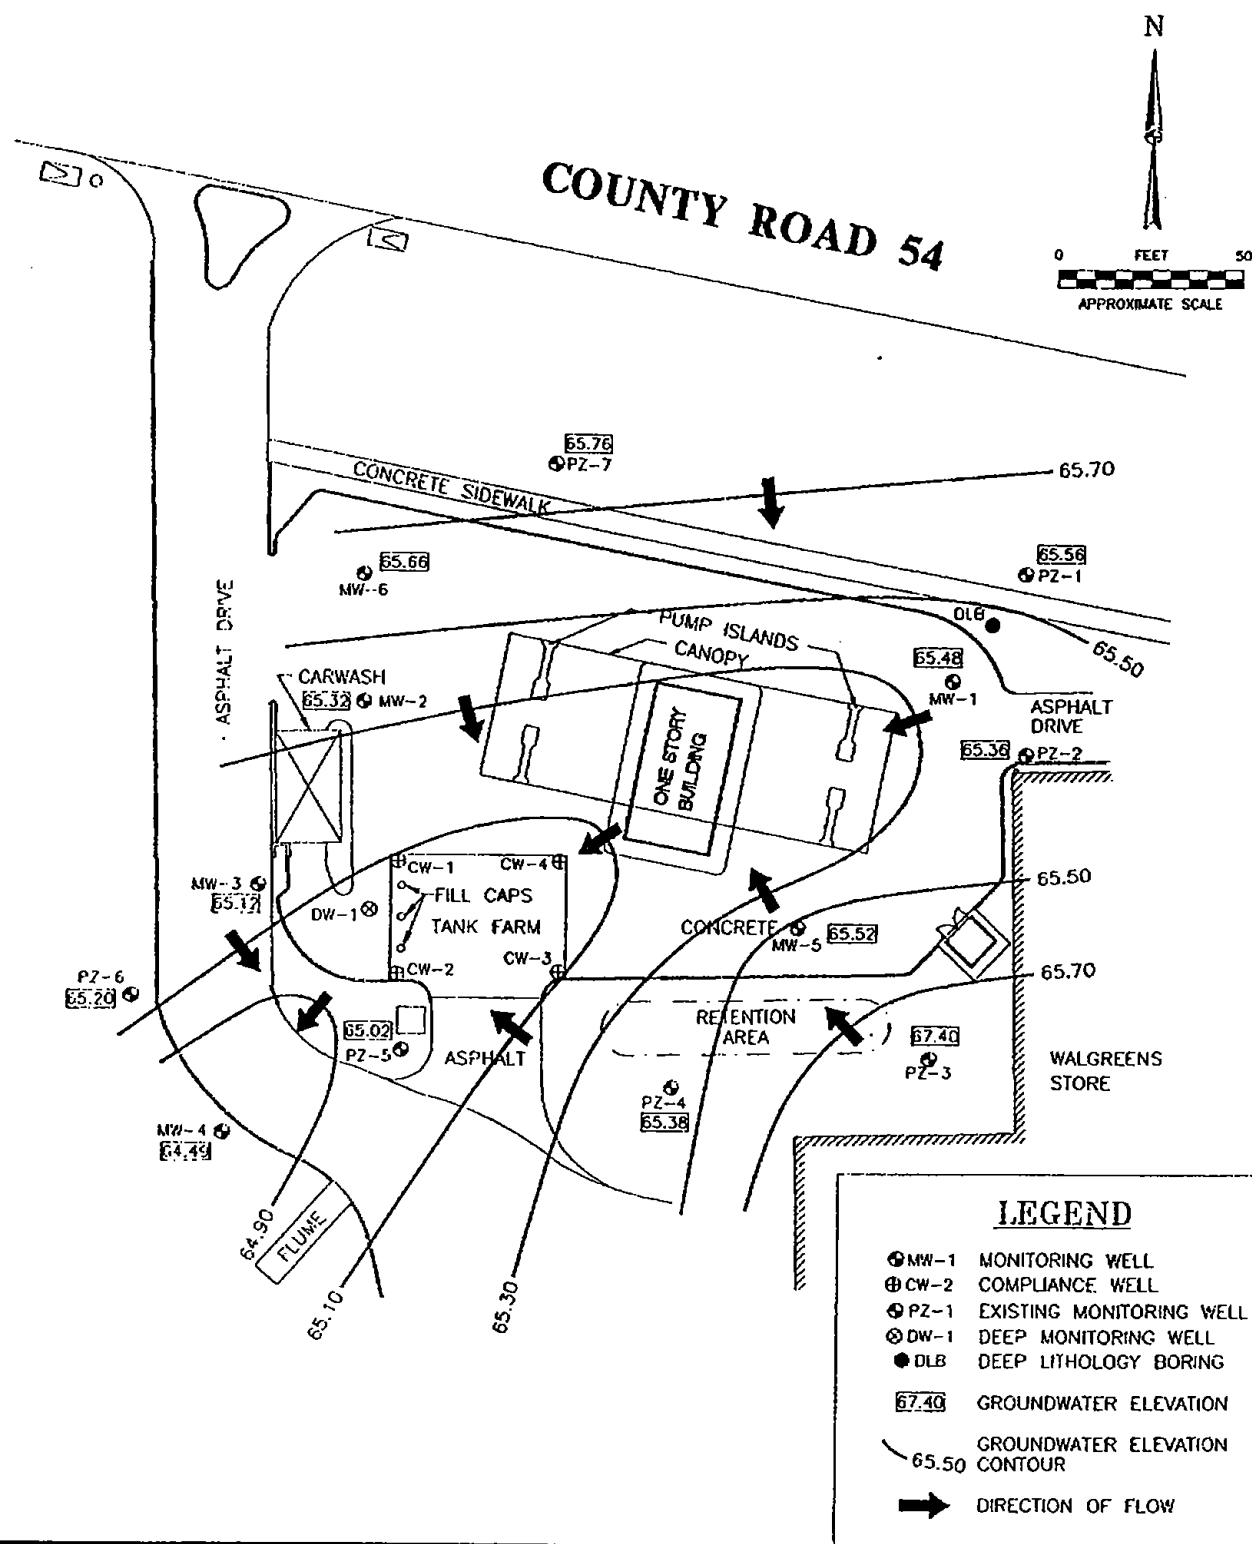 N
COUNTY ROAD 54
0 FEET 50
APPROXIMATE SCALE
65.76
PZ-7
CONCRETE SIDEWALK
65.70
65.66
MW-6
65.56
PZ-1
DLB
ASPHALT DRIVE
PUMP ISLANDS
CANOPY
65.50
65.48
MW-1
CARWASH
65.32
MW-2
ASPHALT
DRIVE
ONE STORY
BUILDING
65.36
PZ-2
CW-1
CW-4
MW-3
65.12
FILL CAPS
DW-1
TANK FARM
65.50
CONCRETE
MW-5
65.52
CW-2
CW-3
PZ-6
65.20
65.70
65.02
PZ-5
ASPHALT
RETENTION
AREA
67.40
PZ-3
WALGREENS
STORE
PZ-4
65.38
MW-4
64.49
64.90
FLUME
65.10
65.30
LEGEND
MW-1 MONITORING WELL
CW-2 COMPLIANCE WELL
PZ-1 EXISTING MONITORING WELL
DW-1 DEEP MONITORING WELL
DLB DEEP LITHOLOGY BORING
67.40 GROUNDWATER ELEVATION
65.50 GROUNDWATER ELEVATION
CONTOUR
DIRECTION OF FLOW